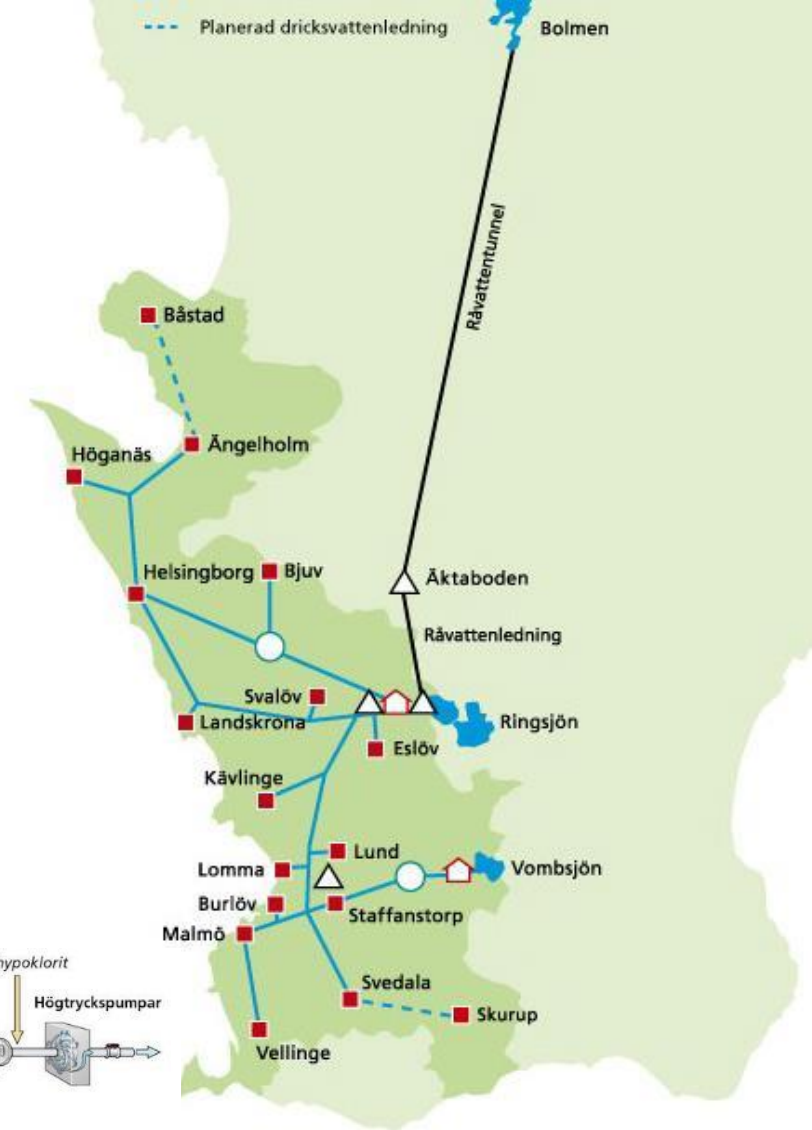 Planerad dricksvattenledning
Bolmen
Råvattentunnel
Båstad
Ängelholm
Höganäs
Helsingborg
Bjuv
Äktaboden
Råvattenledning
Svalöv
Landskrona
Ringsjön
Eslöv
Kävlinge
Lund
Lomma
Vombsjön
Burlöv
Staffanstorp
Malmö
ypoklorit
Högtryckspumpar
Svedala
Skurup
Vellinge